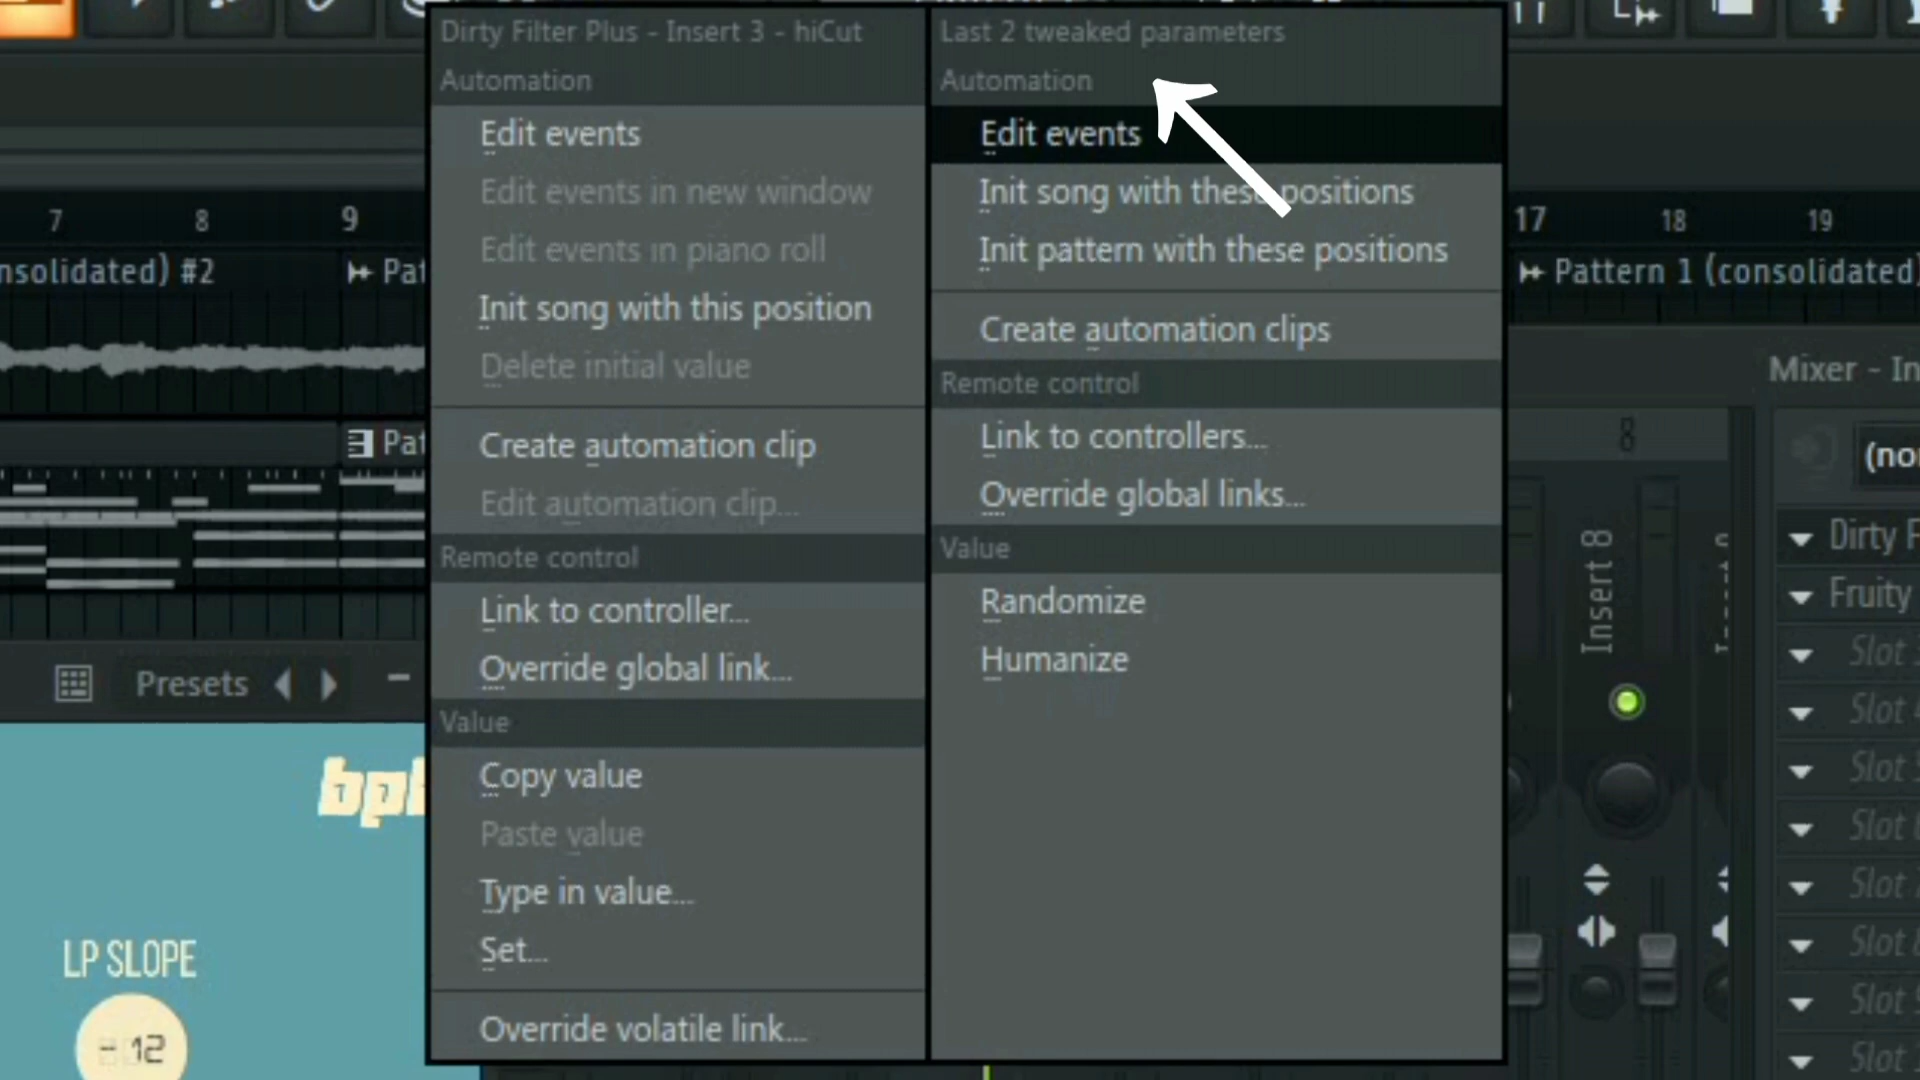 Dirty Filter Plus - Insert 3 - hiCut
Automation
Edit events
Edit events in new window
Edit events in piano roll
Init song with this position
Delete initial value
Create automation clip
Edit automation clip...
Remote control
Link to controller...
Override global link...
Value
Copy value
Paste value
Type in value...
Set...
Override volatile link...
Last 2 tweaked parameters
Automation
Edit events
Init song with these positions
Init pattern with these positions
Create automation clips
Remote control
Link to controllers...
Override global links...
Value
Randomize
Humanize
7 8 9
nsolidated) #2
Pat
Pat
Presets
LP SLOPE
- 12
17 18 19
Pattern 1 (consolidated)
Mixer - In
8
Insert 8
(no
Dirty F
Fruity
Slot
Slot
Slot
Slot
Slot
Slot
Slot
Slot